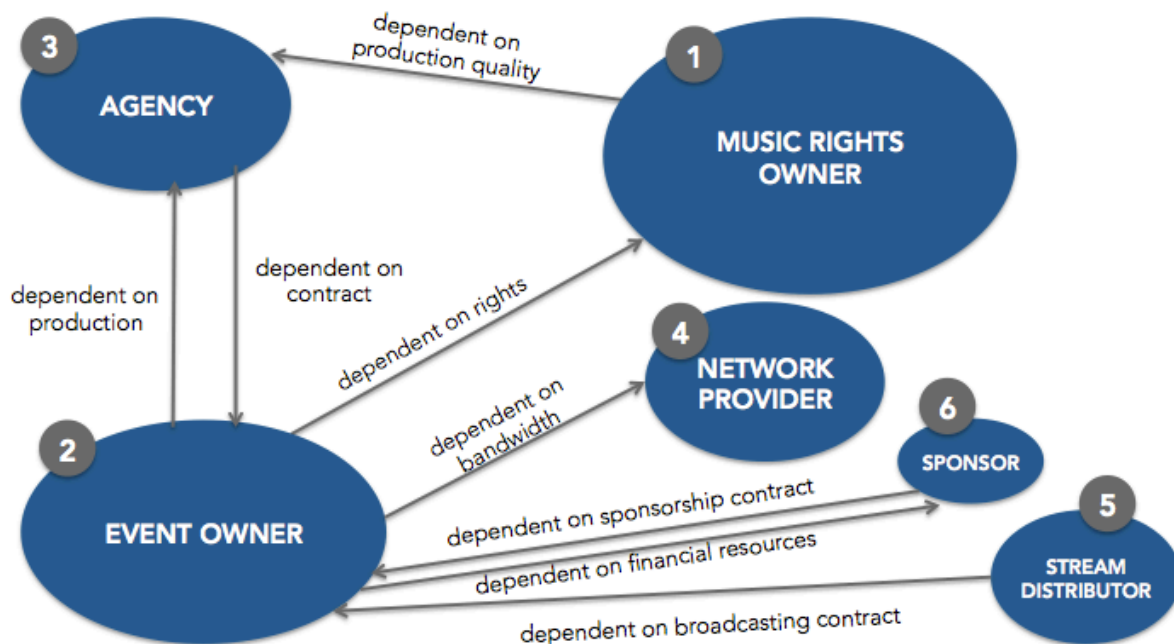 dependent on
production quality
3
AGENCY
1
MUSIC RIGHTS
OWNER
dependent on
production
dependent on
contract
dependent on rights
4
NETWORK
PROVIDER
dependent on
bandwidth
6
SPONSOR
2
EVENT OWNER
dependent on sponsorship contract
dependent on financial resources
5
STREAM
DISTRIBUTOR
dependent on broadcasting contract